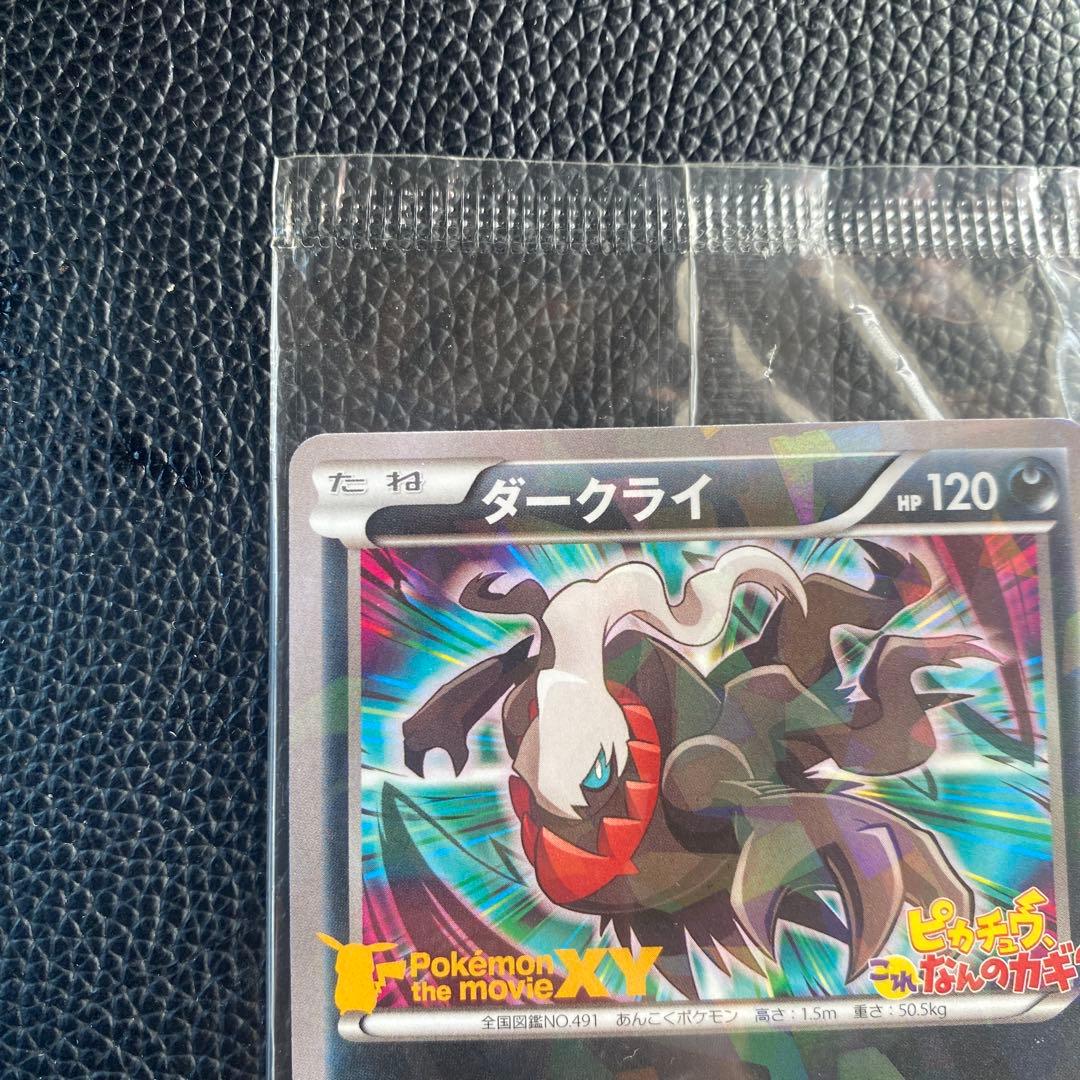 たね
ダークライ
HP 120
ピカチュウ、
これなんのカギ
Pokémon
the movie XY
全国図鑑NO.491 あんこくポケモン 高さ：1.5m 重さ：50.5kg